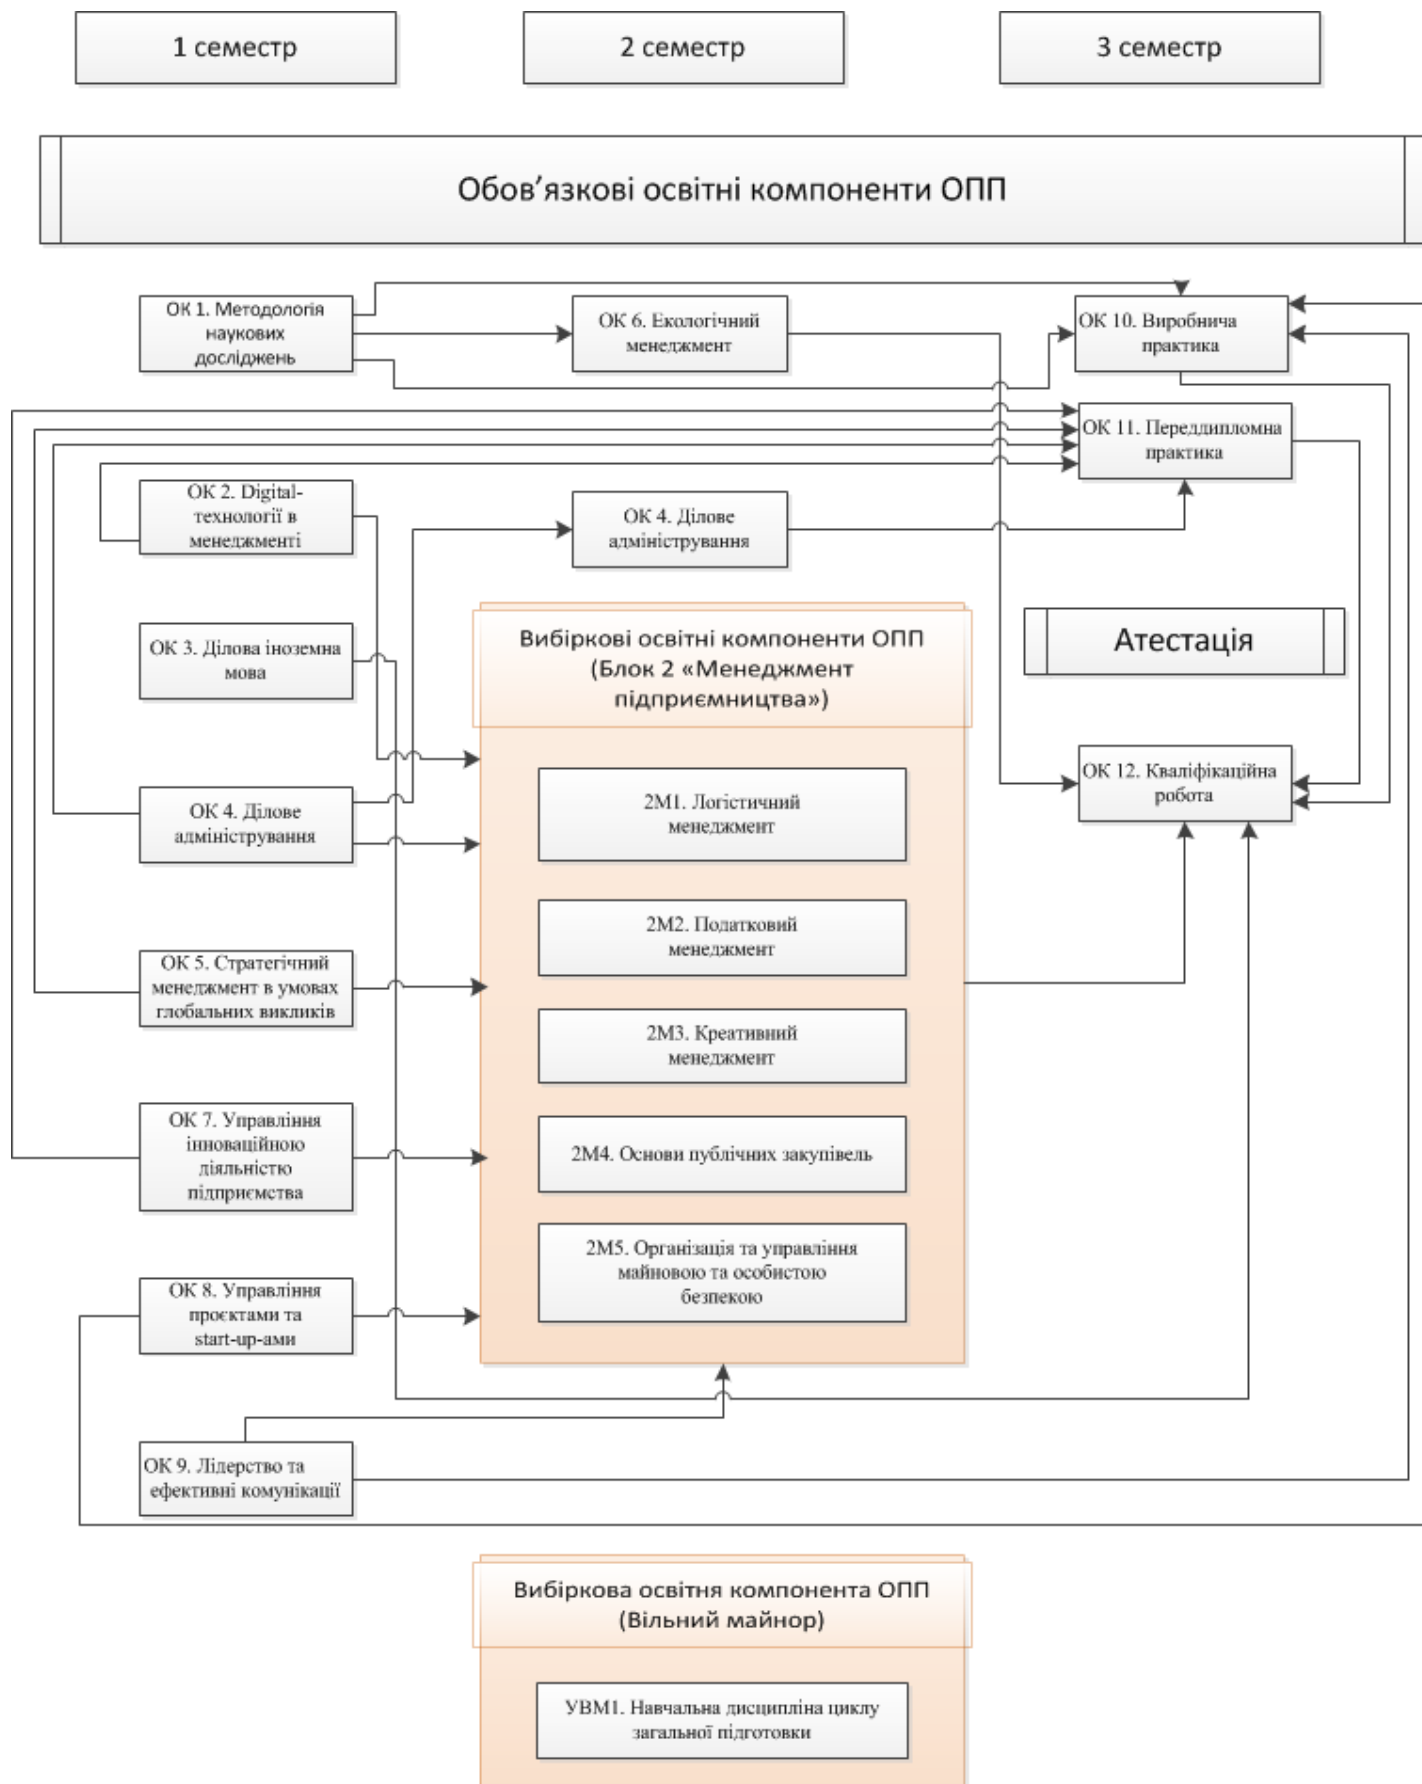 1 семестр
2 семестр
3 семестр
Обов’язкові освітні компоненти ОПП
ОК 1. Методологія
наукових
досліджень
ОК 6. Екологічний
менеджмент
ОК 10. Виробнича
практика
ОК 11. Переддипломна
практика
ОК 2. Digital-
технології в
менеджменті
ОК 4. Ділове
адміністрування
ОК 3. Ділова іноземна
мова
Вибіркові освітні компоненти ОПП
(Блок 2 «Менеджмент
підприємництва»)
Атестація
ОК 4. Ділове
адміністрування
2М1. Логістичний
менеджмент
ОК 12. Кваліфікаційна
робота
2М2. Податковий
менеджмент
ОК 5. Стратегічний
менеджмент в умовах
глобальних викликів
2М3. Креативний
менеджмент
ОК 7. Управління
інноваційною
діяльністю
підприємства
2М4. Основи публічних закупівель
2М5. Організація та управління
майновою та особистою
безпекою
ОК 8. Управління
проєктами та
start-up-ами
ОК 9. Лідерство та
ефективні комунікації
Вибіркова освітня компонента ОПП
(Вільний майнор)
УВМ1. Навчальна дисципліна циклу
загальної підготовки